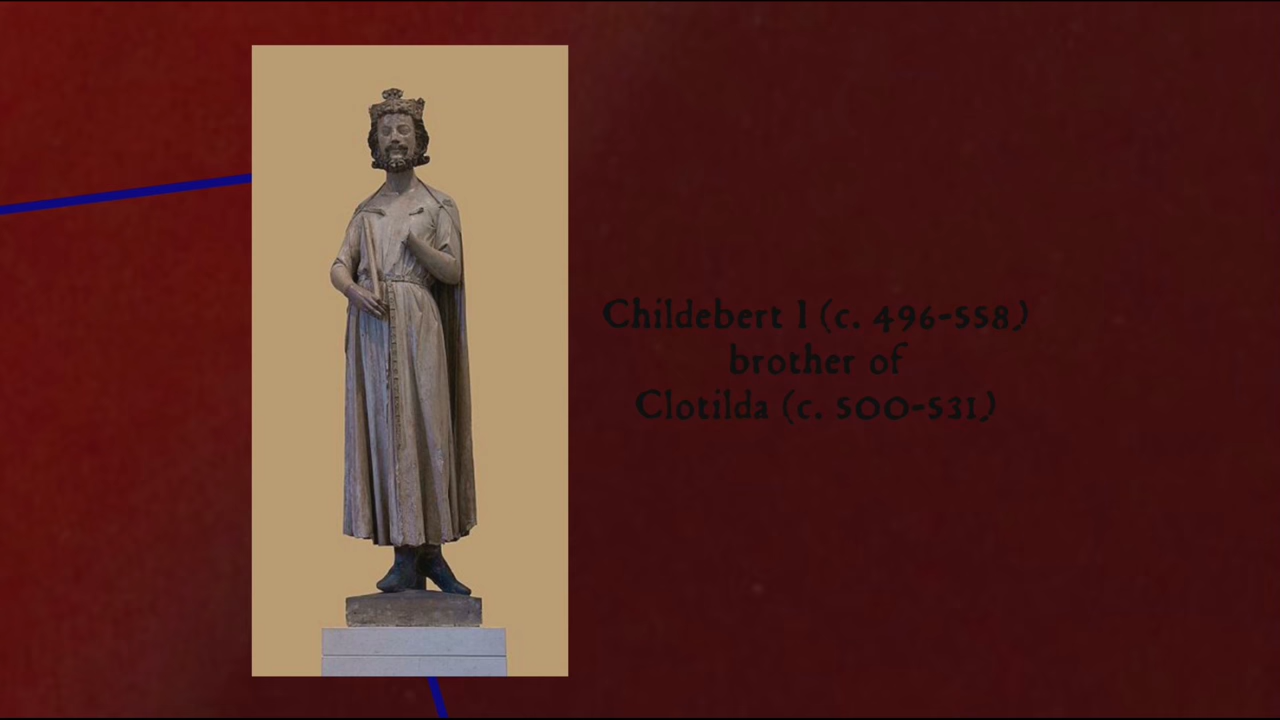 Childebert I (c. 496-558)
brother of
Clotilda (c. 500-531)